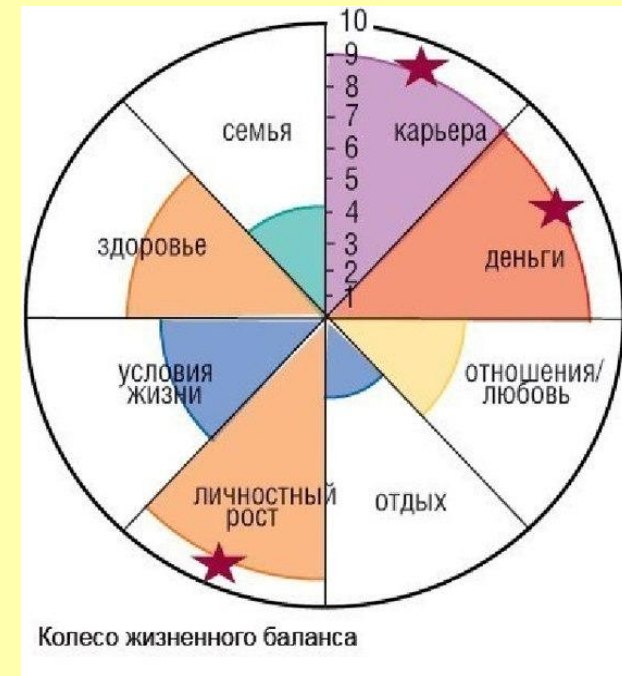 10
9
8
7
6
5
4
3
2
1
семья
карьера
здоровье
деньги
условия
жизни
отношения/
любовь
личностный
рост
отдых
Колесо жизненного баланса